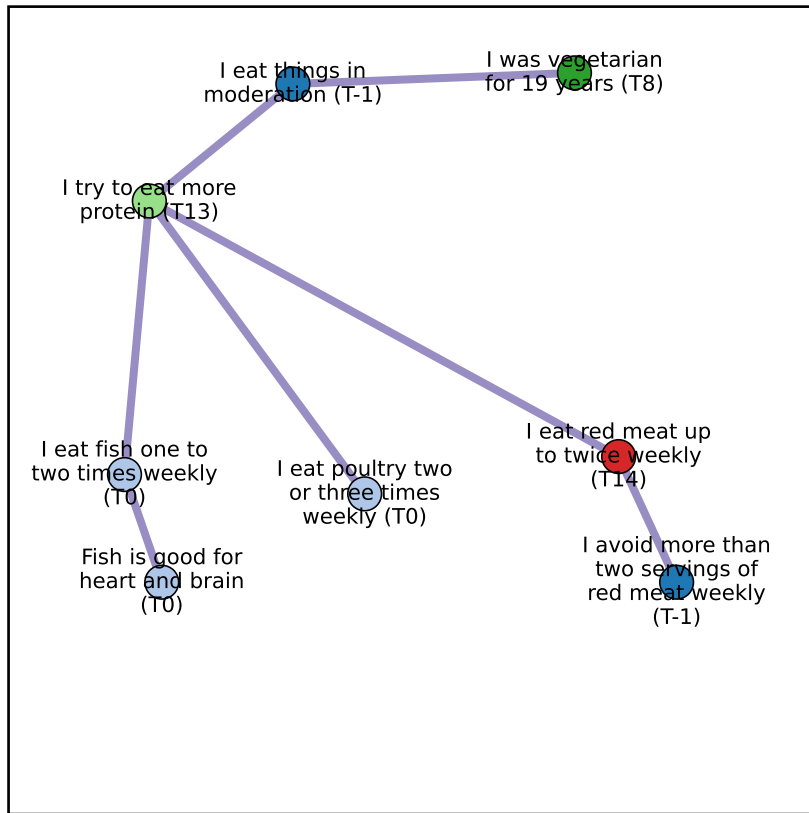 I eat things in
moderation (T-1)
I was vegetarian
for 19 years (T8)
I try to eat more
protein (T13)
I eat fish one to
two times weekly
(T0)
I eat poultry two
or three times
weekly (T0)
I eat red meat up
to twice weekly
(T14)
Fish is good for
heart and brain
(T0)
I avoid more than
two servings of
red meat weekly
(T-1)